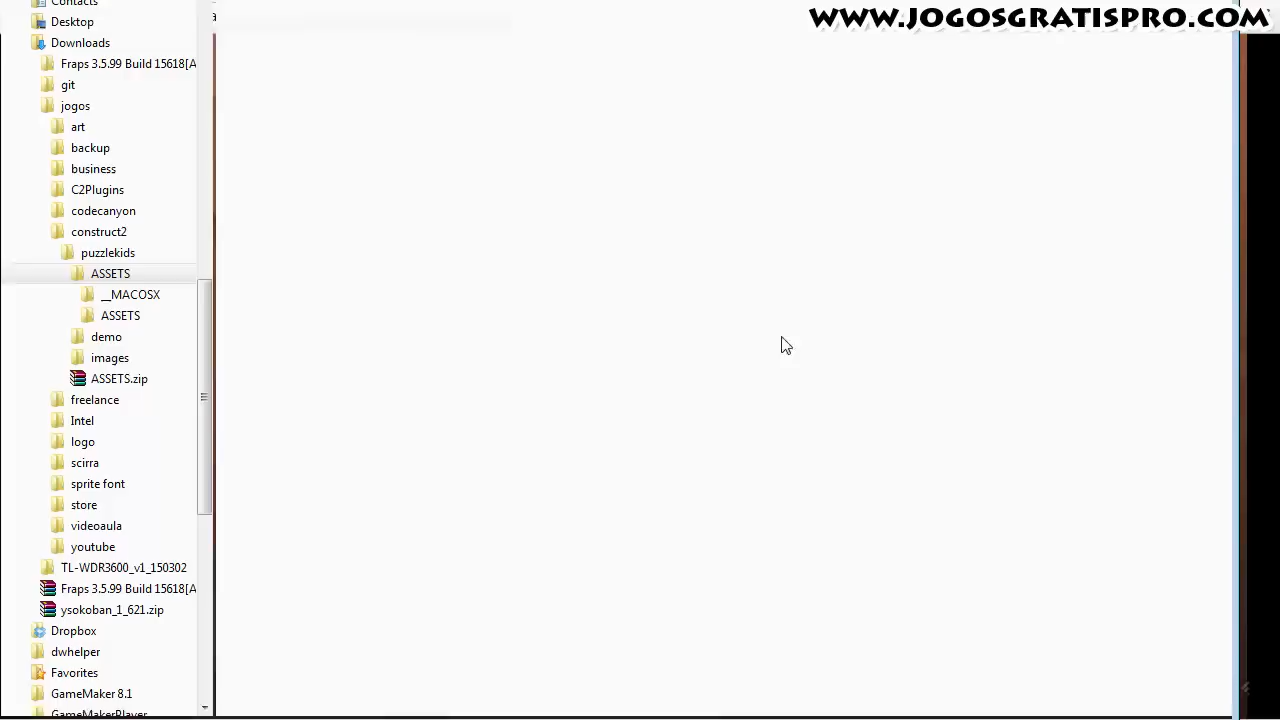 Contacts
WWW.JOGOSGRATISPRO.COM
Desktop
Downloads
Fraps 3.5.99 Build 15618[A
git
jogos
art
backup
business
C2Plugins
codecanyon
construct2
puzzlekids
ASSETS
__MACOSX
ASSETS
demo
images
ASSETS.zip
freelance
Intel
logo
scirra
sprite font
store
videoaula
youtube
TL-WDR3600_v1_150302
Fraps 3.5.99 Build 15618[A
ysokoban_1_621.zip
Dropbox
dwhelper
Favorites
GameMaker 8.1
GameMakerPlayer